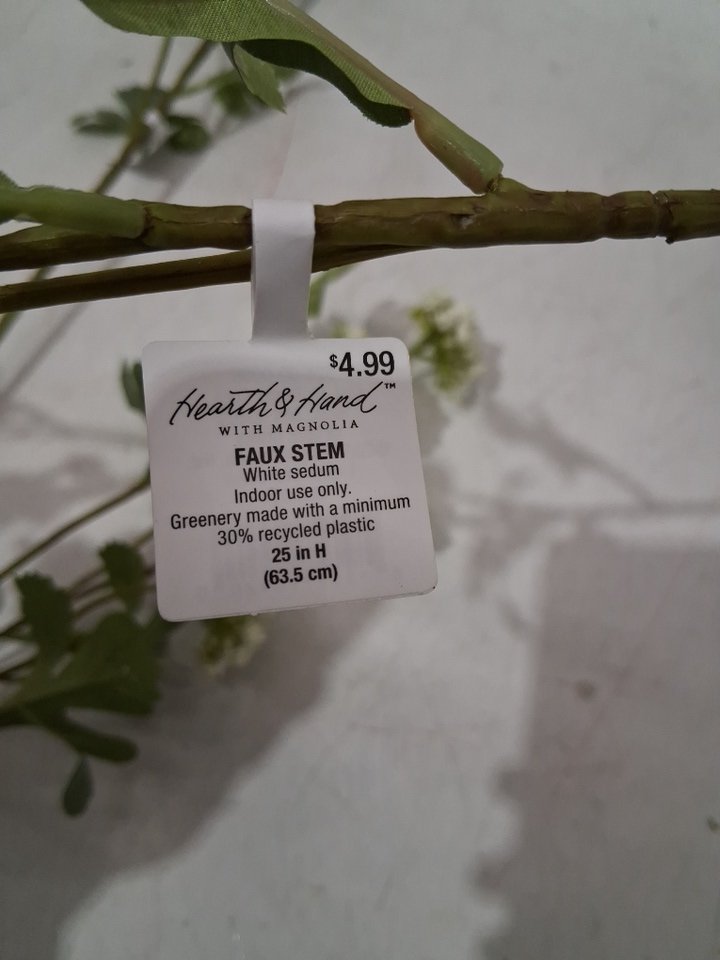 $4.99
Hearth & Hand™
WITH MAGNOLIA
FAUX STEM
White sedum
Indoor use only.
Greenery made with a minimum
30% recycled plastic
25 in H
(63.5 cm)